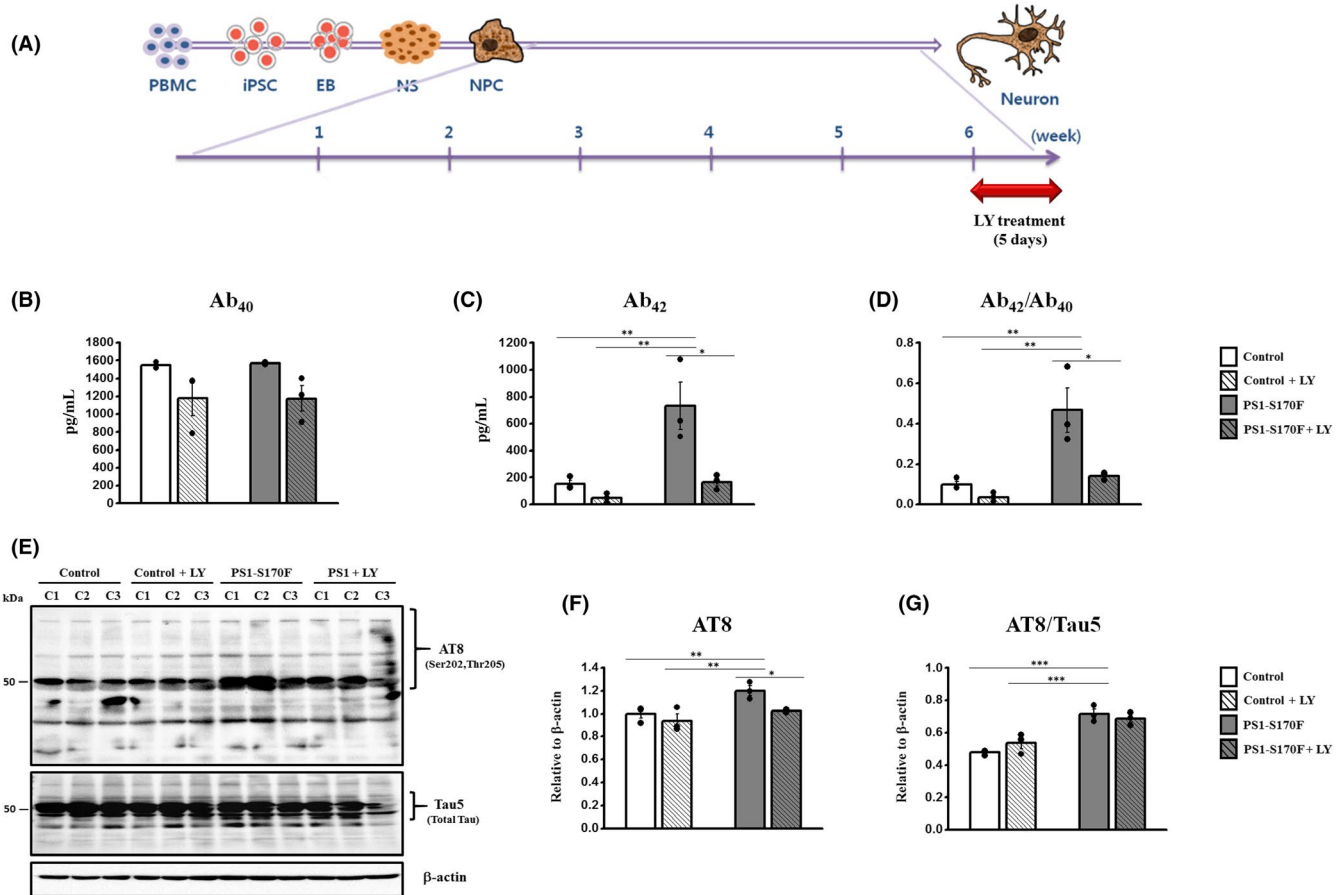 (A)
PBMC iPSC EB NS NPC Neuron
1 2 3 4 5 6 (week)
LY treatment
(5 days)
(B)
Ab40
pg/mL
1800
1600
1400
1200
1000
800
600
400
200
0
(C)
Ab42
pg/mL
1200
1000
800
600
400
200
0
**
**
*
(D)
Ab42/Ab40
0.8
0.6
0.4
0.2
0.0
**
**
*
Control
Control + LY
PS1-S170F
PS1-S170F + LY
(E)
Control Control + LY PS1-S170F PS1 + LY
kDa C1 C2 C3 C1 C2 C3 C1 C2 C3 C1 C2 C3
50
AT8
(Ser202,Thr205)
50
Tau5
(Total Tau)
β-actin
(F)
AT8
Relative to β-actin
1.4
1.2
1.0
0.8
0.6
0.4
0.2
0.0
**
**
*
(G)
AT8/Tau5
Relative to β-actin
1.0
0.8
0.6
0.4
0.2
0.0
***
***
Control
Control + LY
PS1-S170F
PS1-S170F + LY